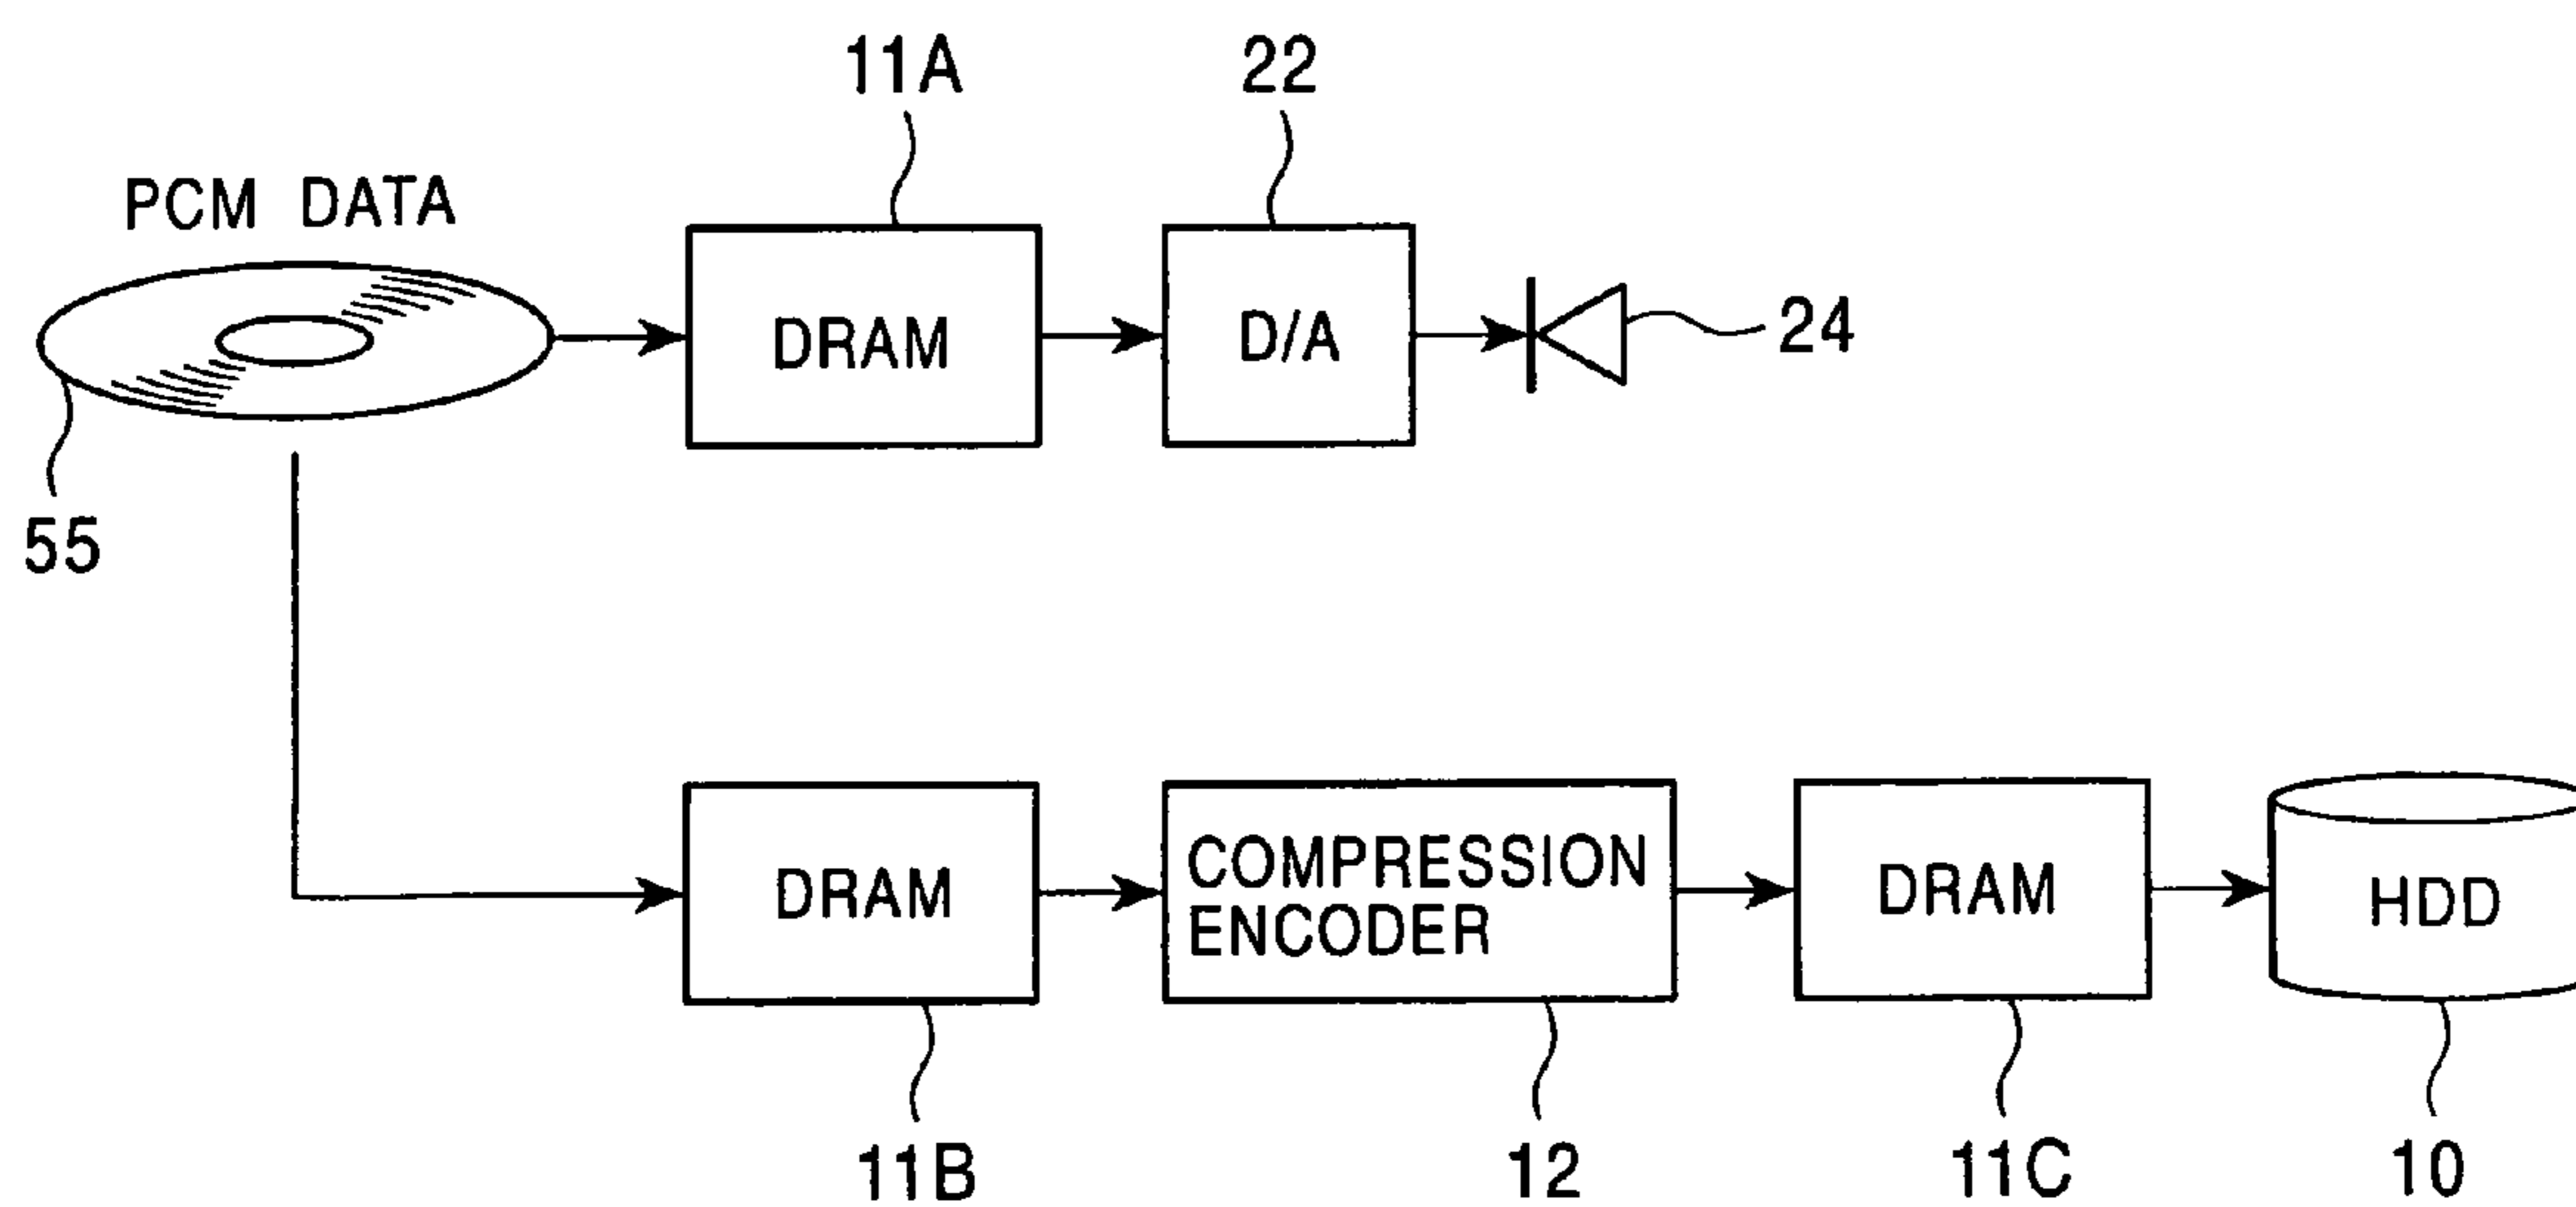 11A
22
PCM DATA
DRAM
D/A
24
55
DRAM
COMPRESSION
ENCODER
DRAM
HDD
11B
12
11C
10